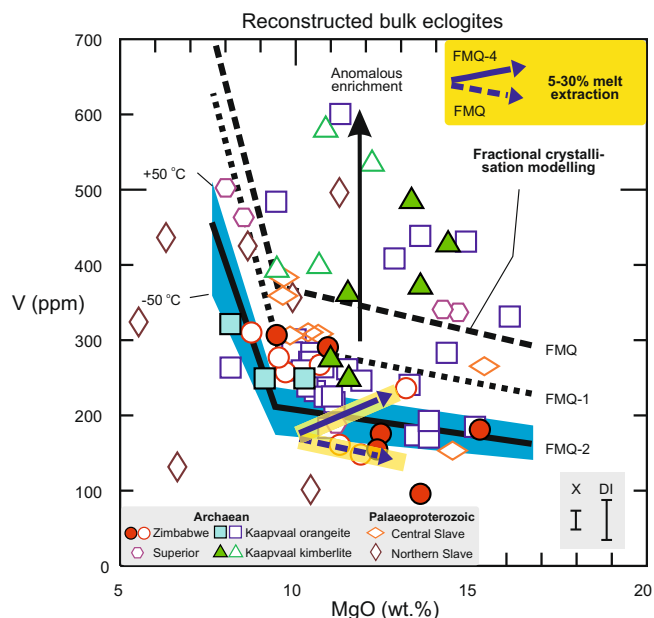 Reconstructed bulk eclogites
700
600
500
400
300
200
100
0
V (ppm)
5
10
15
20
MgO (wt.%)
FMQ-4
FMQ
5-30% melt
extraction
Anomalous
enrichment
Fractional crystalli-
sation modelling
+50 °C
-50 °C
FMQ
FMQ-1
FMQ-2
X DI
Archaean Palaeoproterozoic
Zimbabwe Kaapvaal orangeite Central Slave
Superior Kaapvaal kimberlite Northern Slave